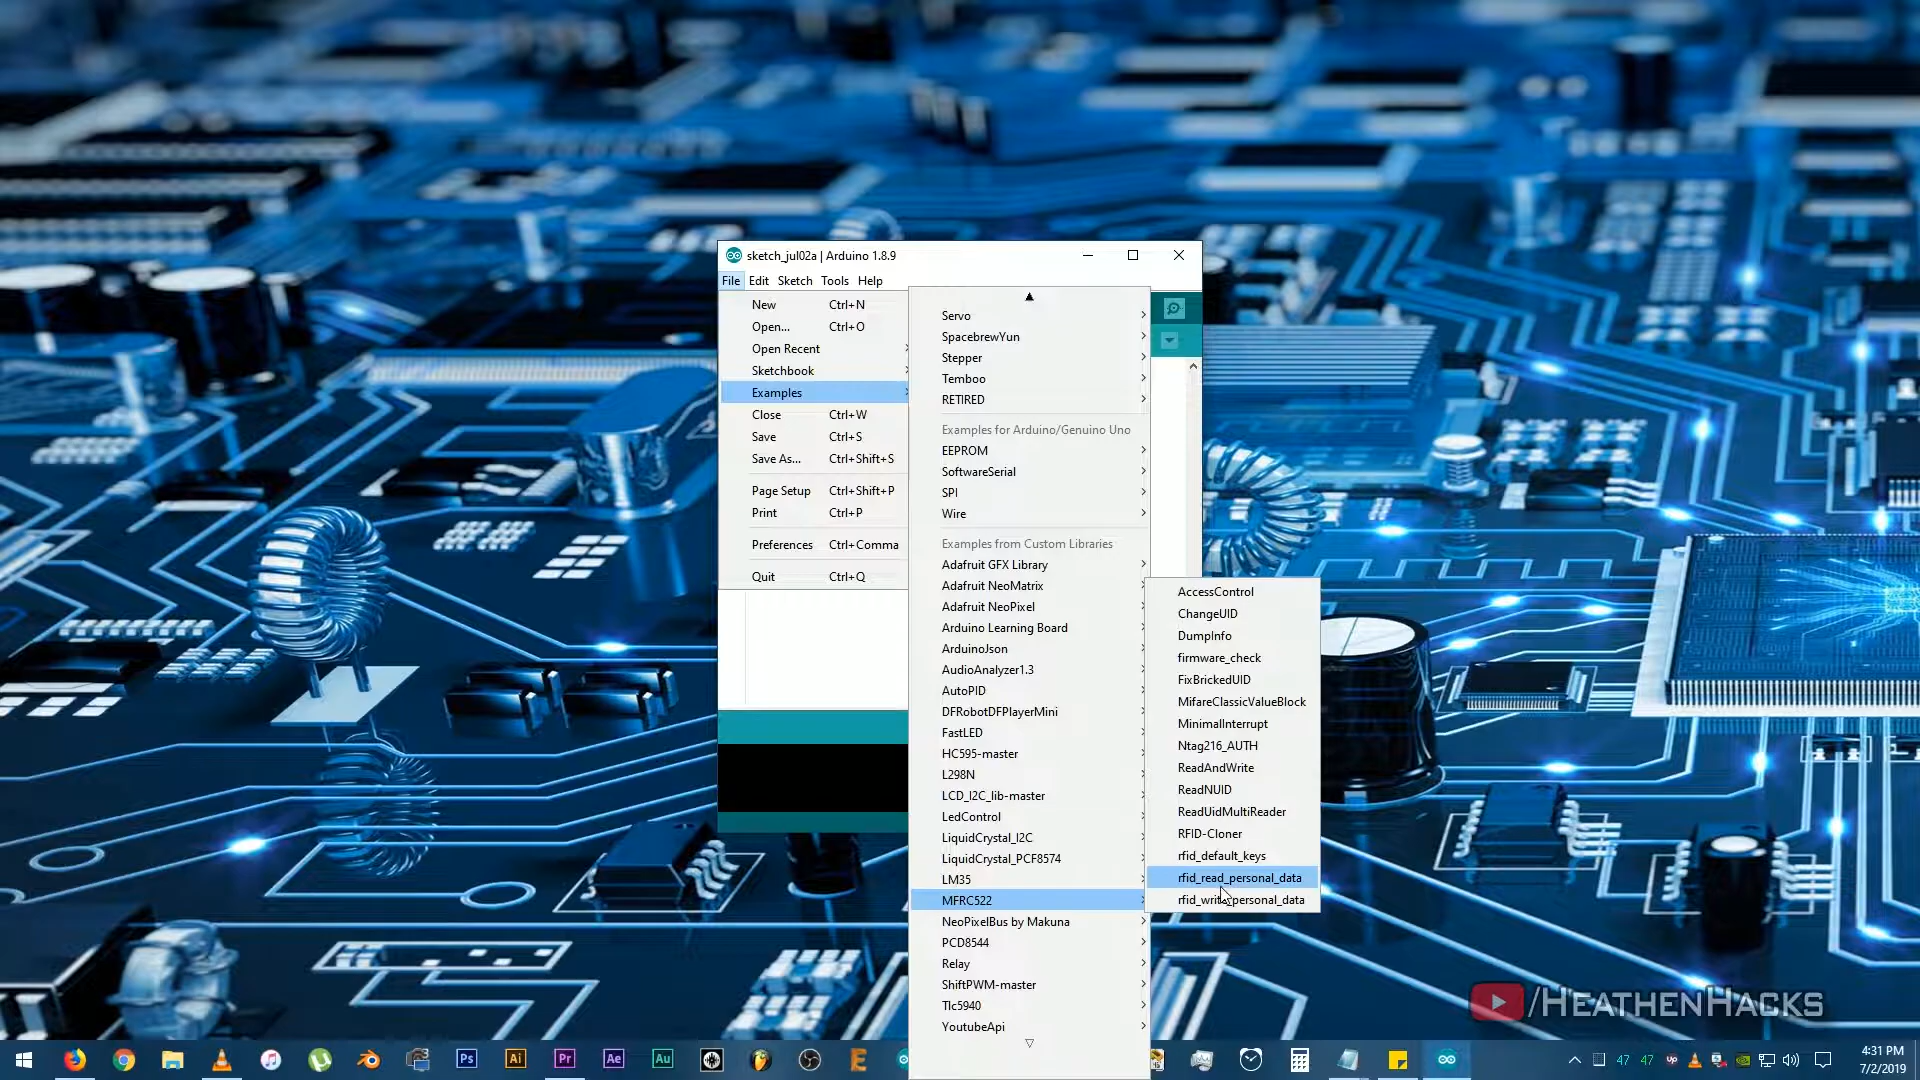 sketch_jul02a | Arduino 1.8.9
File Edit Sketch Tools Help
New Ctrl+N
Open... Ctrl+O
Open Recent
Sketchbook
Examples
Close Ctrl+W
Save Ctrl+S
Save As... Ctrl+Shift+S
Page Setup Ctrl+Shift+P
Print Ctrl+P
Preferences Ctrl+Comma
Quit Ctrl+Q
Servo
SpacebrewYun
Stepper
Temboo
RETIRED
Examples for Arduino/Genuino Uno
EEPROM
SoftwareSerial
SPI
Wire
Examples from Custom Libraries
Adafruit GFX Library
Adafruit NeoMatrix
Adafruit NeoPixel
Arduino Learning Board
ArduinoJson
AudioAnalyzer1.3
AutoPID
DFRobotDFPlayerMini
FastLED
HC595-master
L298N
LCD_I2C_lib-master
LedControl
LiquidCrystal_I2C
LiquidCrystal_PCF8574
LM35
MFRC522
NeoPixelBus by Makuna
PCD8544
Relay
ShiftPWM-master
Tlc5940
YoutubeApi
AccessControl
ChangeUID
DumpInfo
firmware_check
FixBrickedUID
MifareClassicValueBlock
MinimalInterrupt
Ntag216_AUTH
ReadAndWrite
ReadNUID
ReadUidMultiReader
RFID-Cloner
rfid_default_keys
rfid_read_personal_data
rfid_write_personal_data
/HEATHENHACKS
Ps Ai Pr Ae Au
47 47
4:31 PM
7/2/2019